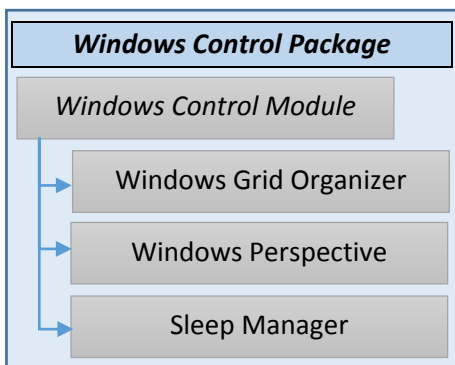 Windows Control Package
Windows Control Module
Windows Grid Organizer
Windows Perspective
Sleep Manager